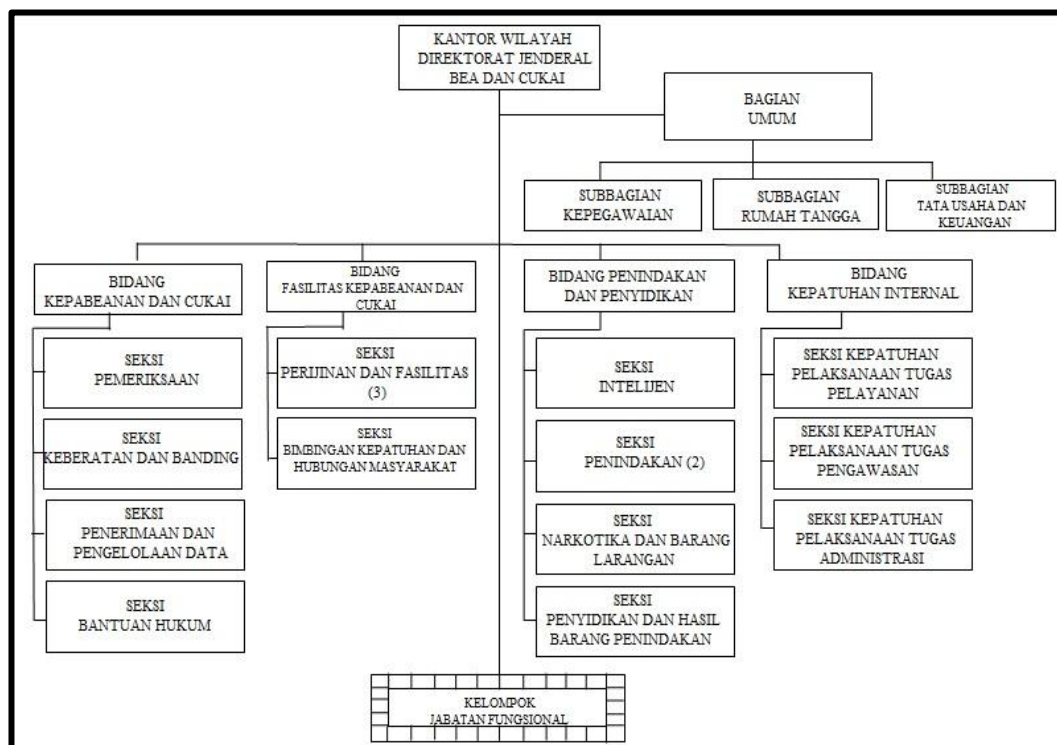 KANTOR WILAYAH
DIREKTORAT JENDERAL
BEA DAN CUKAI
BAGIAN
UMUM
SUBBAGIAN
KEPEGAWAIAN
SUBBAGIAN
RUMAH TANGGA
SUBBAGIAN
TATA USAHA DAN
KEUANGAN
BIDANG
KEPABEANAN DAN CUKAI
SEKSI
PEMERIKSAAN
SEKSI
KEBERATAN DAN BANDING
SEKSI
PENERIMAAN DAN
PENGELOLAAN DATA
SEKSI
BANTUAN HUKUM
BIDANG
FASILITAS KEPABEANAN DAN
CUKAI
SEKSI
PERIJINAN DAN FASILITAS
(3)
SEKSI
BIMBINGAN KEPATUHAN DAN
HUBUNGAN MASYARAKAT
BIDANG PENINDAKAN
DAN PENYIDIKAN
SEKSI
INTELIJEN
SEKSI
PENINDAKAN (2)
SEKSI
NARKOTIKA DAN BARANG
LARANGAN
SEKSI
PENYIDIKAN DAN HASIL
BARANG PENINDAKAN
BIDANG
KEPATUHAN INTERNAL
SEKSI KEPATUHAN
PELAKSANAAN TUGAS
PELAYANAN
SEKSI KEPATUHAN
PELAKSANAAN TUGAS
PENGAWASAN
SEKSI KEPATUHAN
PELAKSANAAN TUGAS
ADMINISTRASI
KELOMPOK
JABATAN FUNGSIONAL